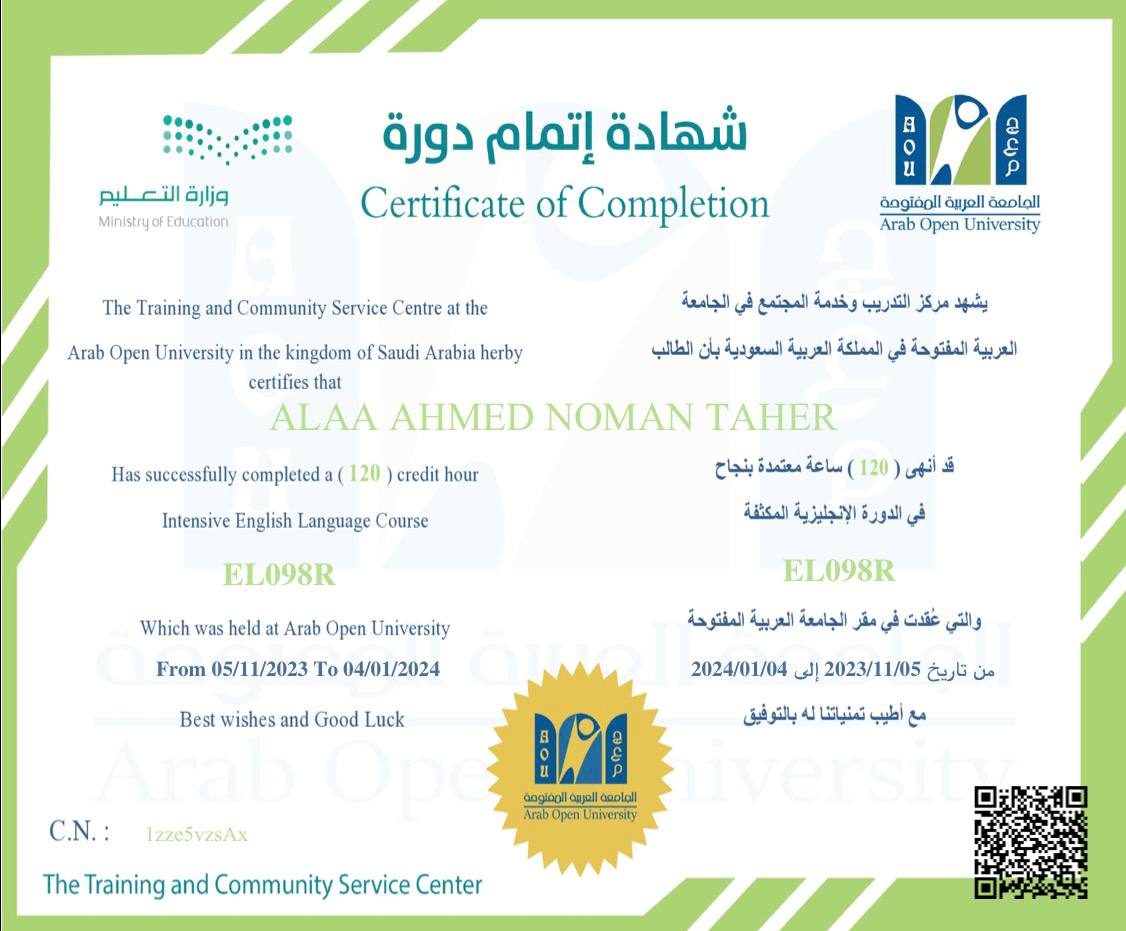 وزارة التعليم
Ministry of Education
شهادة إتمام دورة
Certificate of Completion
AOU
الجامعة العربية المفتوحة
Arab Open University
The Training and Community Service Centre at the
Arab Open University in the kingdom of Saudi Arabia herby
certifies that
يشهد مركز التدريب وخدمة المجتمع في الجامعة
العربية المفتوحة في المملكة العربية السعودية بأن الطالب
ALAA AHMED NOMAN TAHER
Has successfully completed a ( 120 ) credit hour
Intensive English Language Course
EL098R
قد أنهى ( 120 ) ساعة معتمدة بنجاح
في الدورة الإنجليزية المكثفة
EL098R
Which was held at Arab Open University
From 05/11/2023 To 04/01/2024
Best wishes and Good Luck
والتي عُقدت في مقر الجامعة العربية المفتوحة
من تاريخ 2023/11/05 إلى 2024/01/04
مع أطيب تمنياتنا له بالتوفيق
AOU
الجامعة العربية المفتوحة
Arab Open University
C.N. : 1zze5vzsAx
The Training and Community Service Center